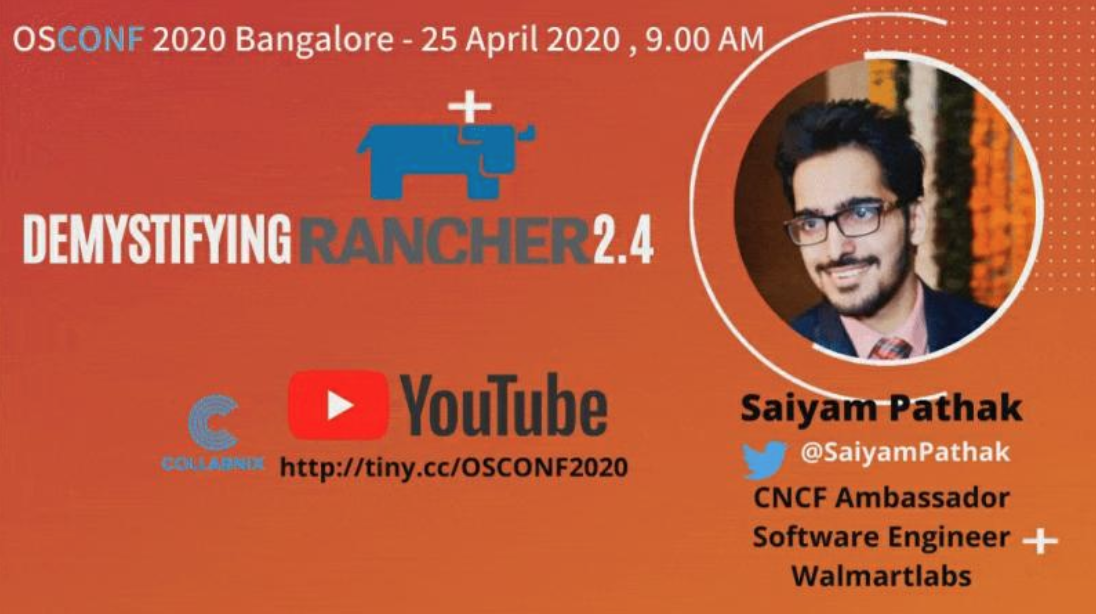 OSCONF 2020 Bangalore - 25 April 2020 , 9.00 AM
DEMYSTIFYING RANCHER 2.4
YouTube
COLLABNIX
http://tiny.cc/OSCONF2020
Saiyam Pathak
@SaiyamPathak
CNCF Ambassador
Software Engineer
Walmartlabs